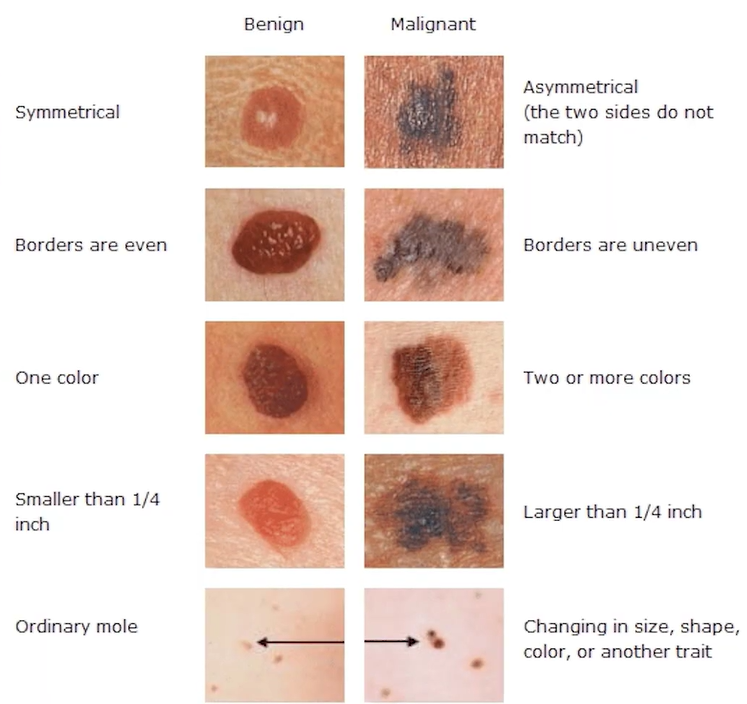 Benign Malignant
Symmetrical
Asymmetrical
(the two sides do not
match)
Borders are even
Borders are uneven
One color
Two or more colors
Smaller than 1/4
inch
Larger than 1/4 inch
Ordinary mole
Changing in size, shape,
color, or another trait